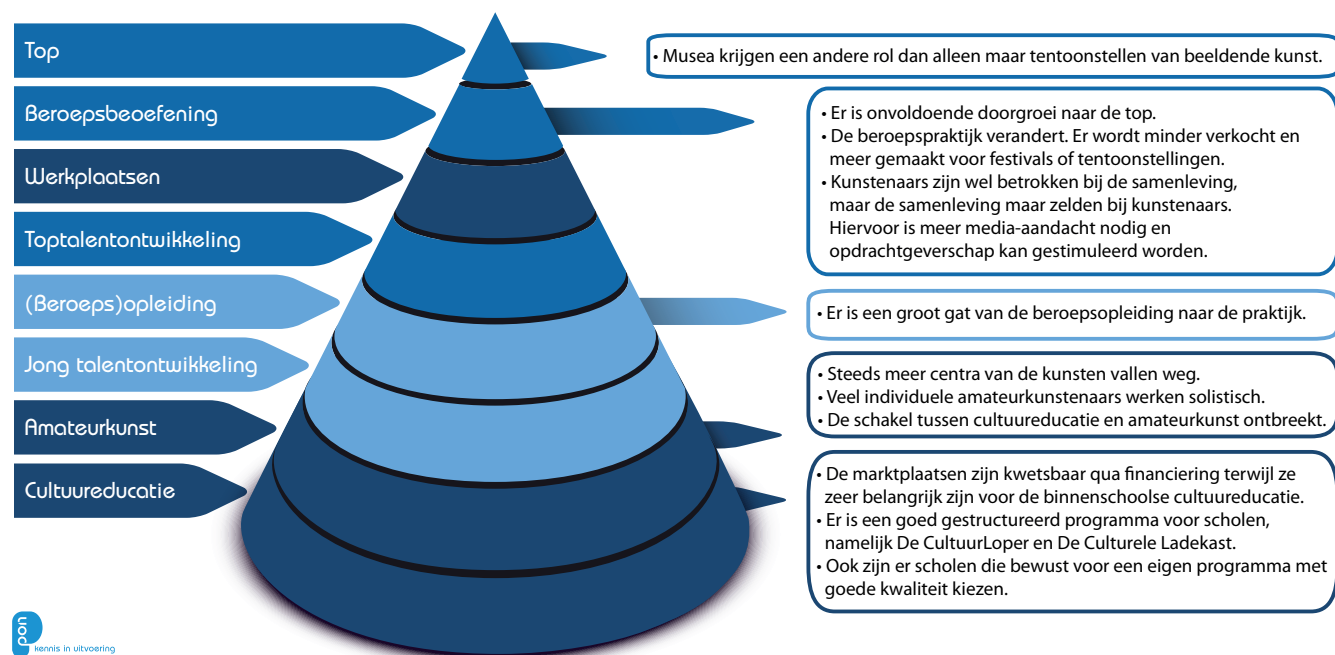 Top
• Musea krijgen een andere rol dan alleen maar tentoonstellen van beeldende kunst.
Beroepsbeoefening
• Er is onvoldoende doorgroei naar de top.
• De beroepspraktijk verandert. Er wordt minder verkocht en
meer gemaakt voor festivals of tentoonstellingen.
• Kunstenaars zijn wel betrokken bij de samenleving,
maar de samenleving maar zelden bij kunstenaars.
Hiervoor is meer media-aandacht nodig en
opdrachtgeverschap kan gestimuleerd worden.
Werkplaatsen
Toptalentontwikkeling
(Beroeps)opleiding
• Er is een groot gat van de beroepsopleiding naar de praktijk.
Jong talentontwikkeling
Amateurkunst
• Steeds meer centra van de kunsten vallen weg.
• Veel individuele amateurkunstenaars werken solistisch.
• De schakel tussen cultuureducatie en amateurkunst ontbreekt.
Cultuureducatie
• De marktplaatsen zijn kwetsbaar qua financiering terwijl ze
zeer belangrijk zijn voor de binnenschoolse cultuureducatie.
• Er is een goed gestructureerd programma voor scholen,
namelijk De CultuurLoper en De Culturele Ladekast.
• Ook zijn er scholen die bewust voor een eigen programma met
goede kwaliteit kiezen.
pon
kennis in uitvoering